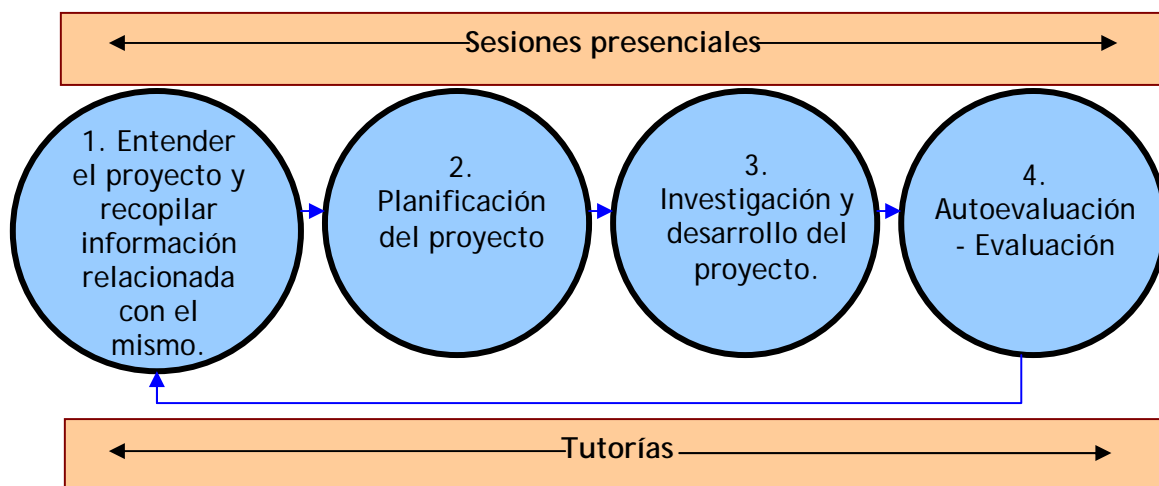 Sesiones presenciales
1. Entender
el proyecto y
recopilar
información
relacionada
con el
mismo.
2.
Planificación
del proyecto
3.
Investigación y
desarrollo del
proyecto.
4.
Autoevaluación
- Evaluación
Tutorías